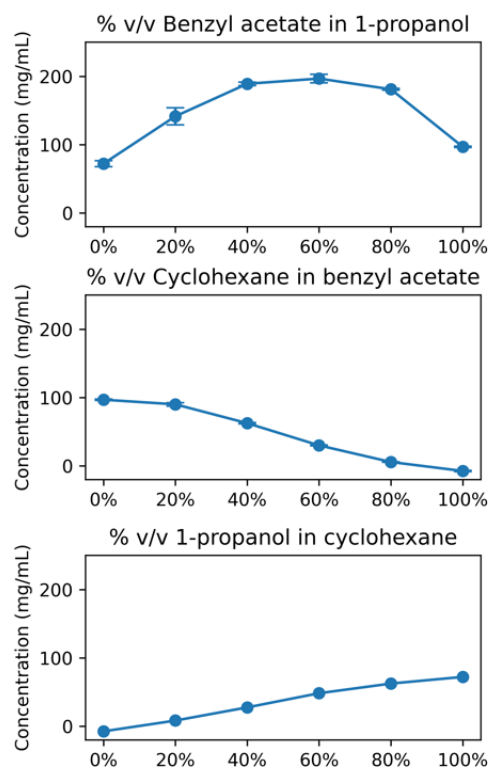 % v/v Benzyl acetate in 1-propanol
Concentration (mg/mL)
200
100
0
0% 20% 40% 60% 80% 100%
% v/v Cyclohexane in benzyl acetate
Concentration (mg/mL)
200
100
0
0% 20% 40% 60% 80% 100%
% v/v 1-propanol in cyclohexane
Concentration (mg/mL)
200
100
0
0% 20% 40% 60% 80% 100%